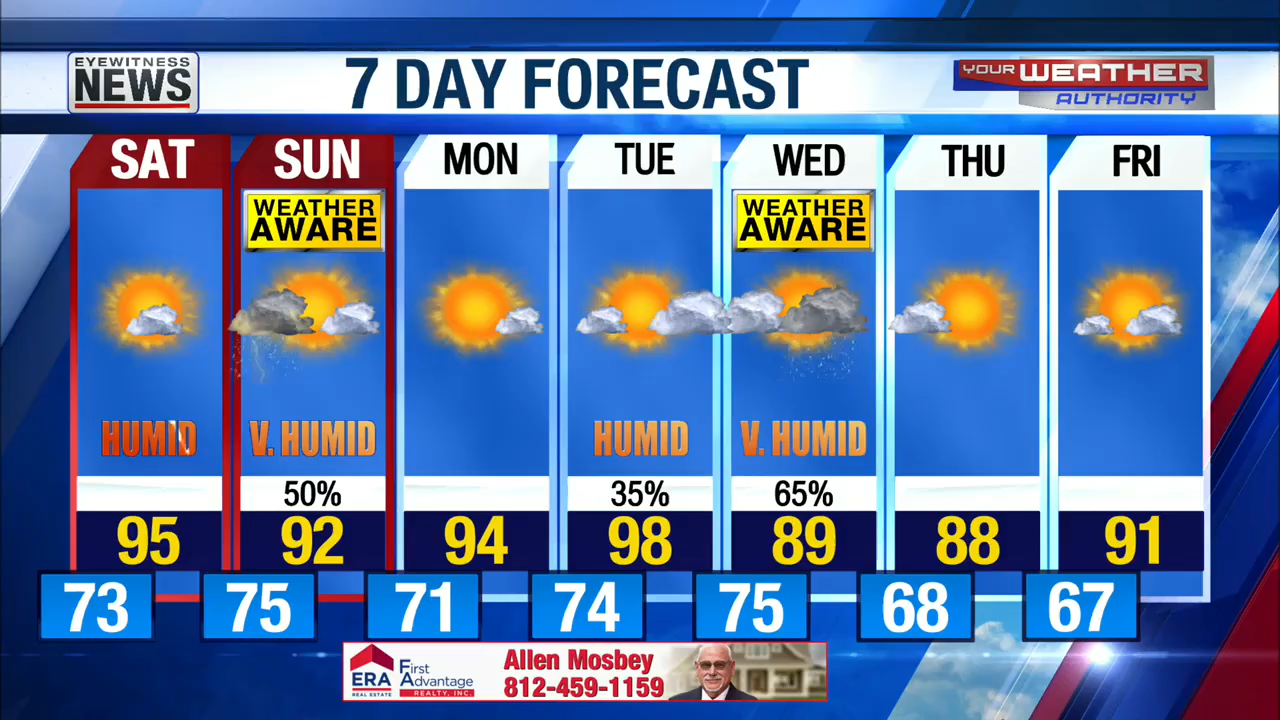 EYEWITNESS
NEWS
7 DAY FORECAST
YOUR WEATHER
AUTHORITY
SAT
SUN
MON
TUE
WED
THU
FRI
WEATHER
AWARE
WEATHER
AWARE
HUMID
V. HUMID
HUMID
V. HUMID
50%
35%
65%
95
92
94
98
89
88
91
73
75
71
74
75
68
67
ERA
REAL ESTATE
First
Advantage
REALTY, INC.
Allen Mosbey
812-459-1159